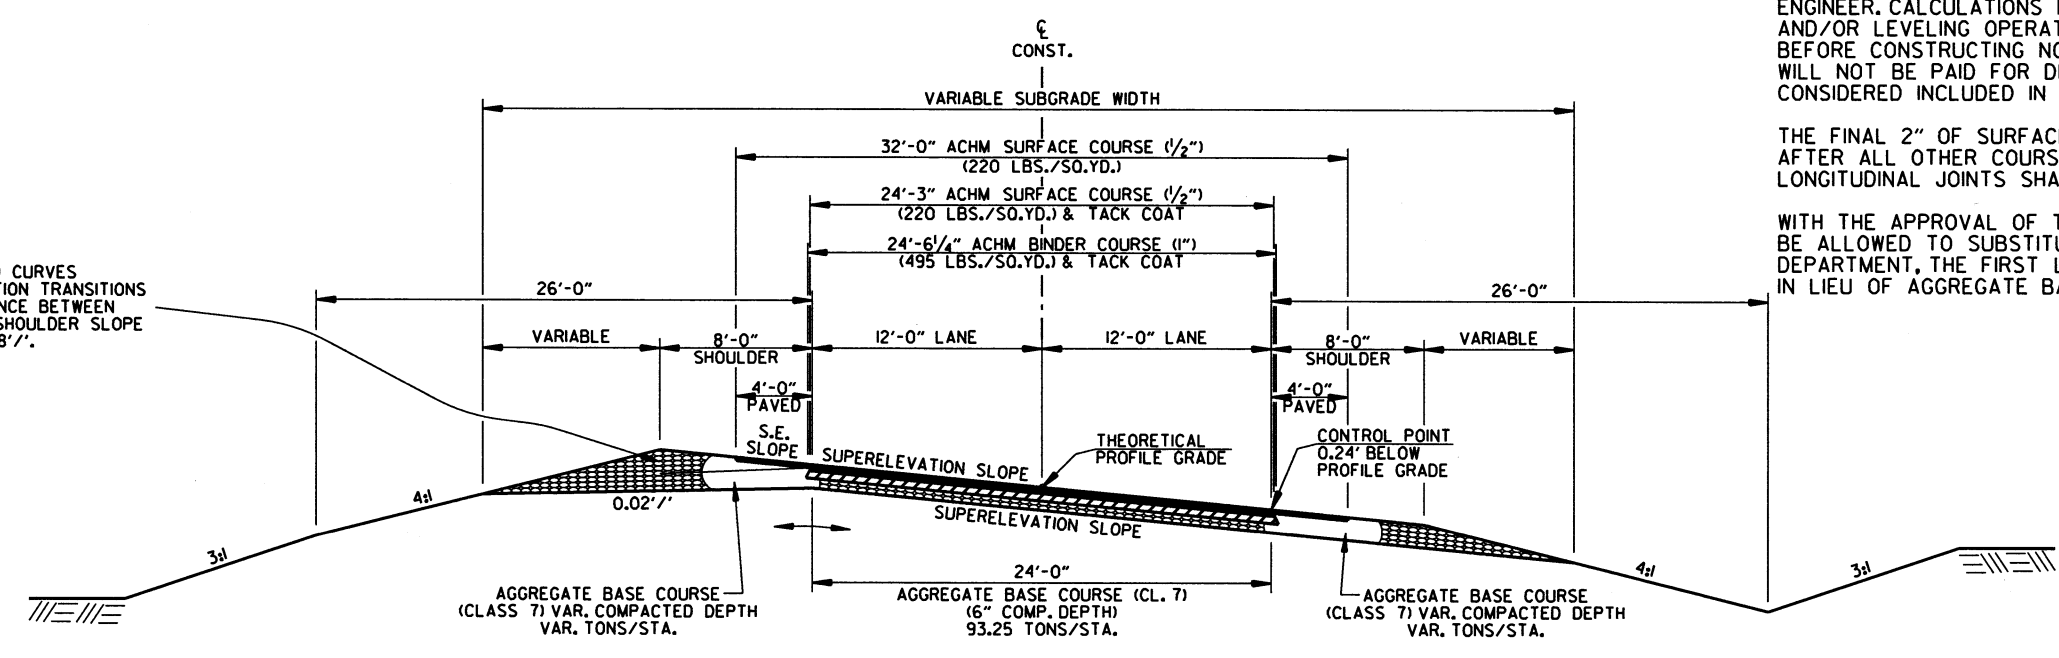 ENGINEER. CALCULATIONS
AND/OR LEVELING OPERAT
BEFORE CONSTRUCTING NO
WILL NOT BE PAID FOR D
CONSIDERED INCLUDED IN
THE FINAL 2" OF SURFAC
AFTER ALL OTHER COURS
LONGITUDINAL JOINTS SHA
WITH THE APPROVAL OF T
BE ALLOWED TO SUBSTITU
DEPARTMENT, THE FIRST L
IN LIEU OF AGGREGATE BA
℄
CONST.
VARIABLE SUBGRADE WIDTH
32'-0" ACHM SURFACE COURSE (1/2")
(220 LBS./SQ.YD.)
24'-3" ACHM SURFACE COURSE (1/2")
(220 LBS./SQ.YD.) & TACK COAT
24'-6 1/4" ACHM BINDER COURSE (1")
(495 LBS./SQ.YD.) & TACK COAT
CURVES
TION TRANSITIONS
NCE BETWEEN
SHOULDER SLOPE
8'/'.
26'-0"
26'-0"
VARIABLE
8'-0"
SHOULDER
12'-0" LANE
12'-0" LANE
8'-0"
SHOULDER
VARIABLE
4'-0"
PAVED
4'-0"
PAVED
S.E.
SLOPE
SUPERELEVATION SLOPE
THEORETICAL
PROFILE GRADE
CONTROL POINT
0.24' BELOW
PROFILE GRADE
4:1
0.02'/'
SUPERELEVATION SLOPE
3:1
4:1
3:1
AGGREGATE BASE COURSE
(CLASS 7) VAR. COMPACTED DEPTH
VAR. TONS/STA.
24'-0"
AGGREGATE BASE COURSE (CL. 7)
(6" COMP. DEPTH)
93.25 TONS/STA.
AGGREGATE BASE COURSE
(CLASS 7) VAR. COMPACTED DEPTH
VAR. TONS/STA.